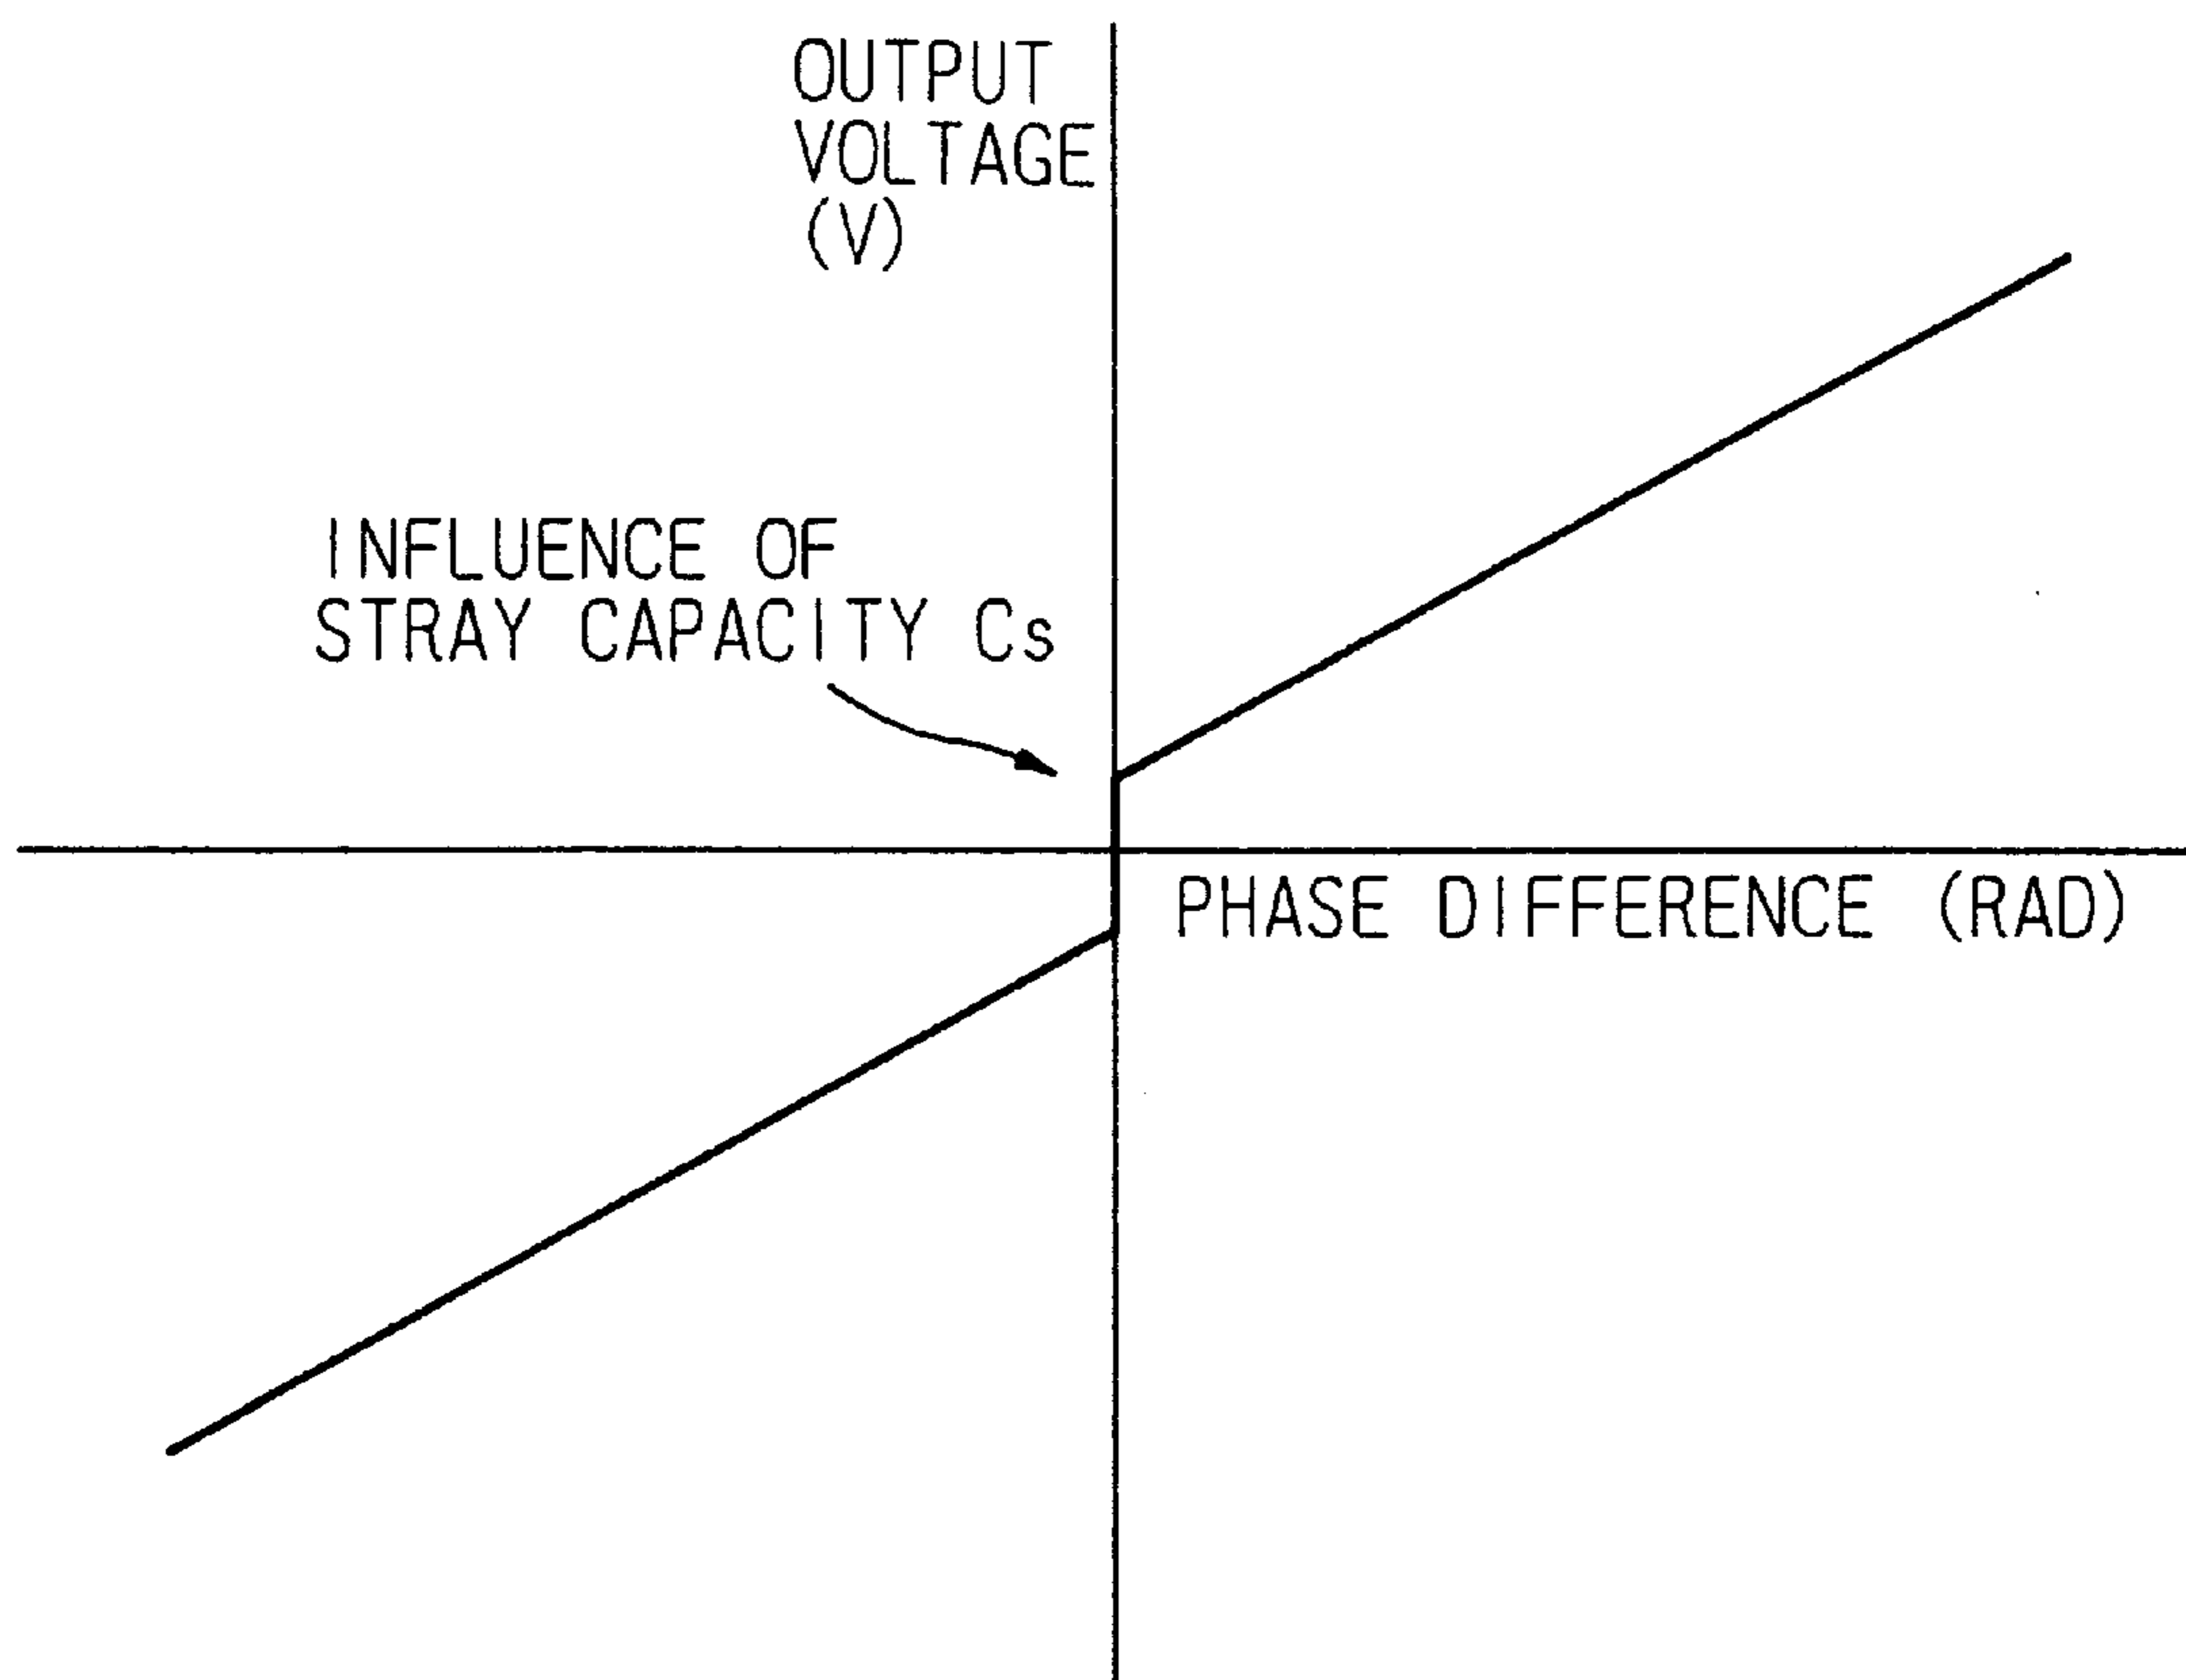 OUTPUT
VOLTAGE
(V)
INFLUENCE OF
STRAY CAPACITY Cs
PHASE DIFFERENCE (RAD)